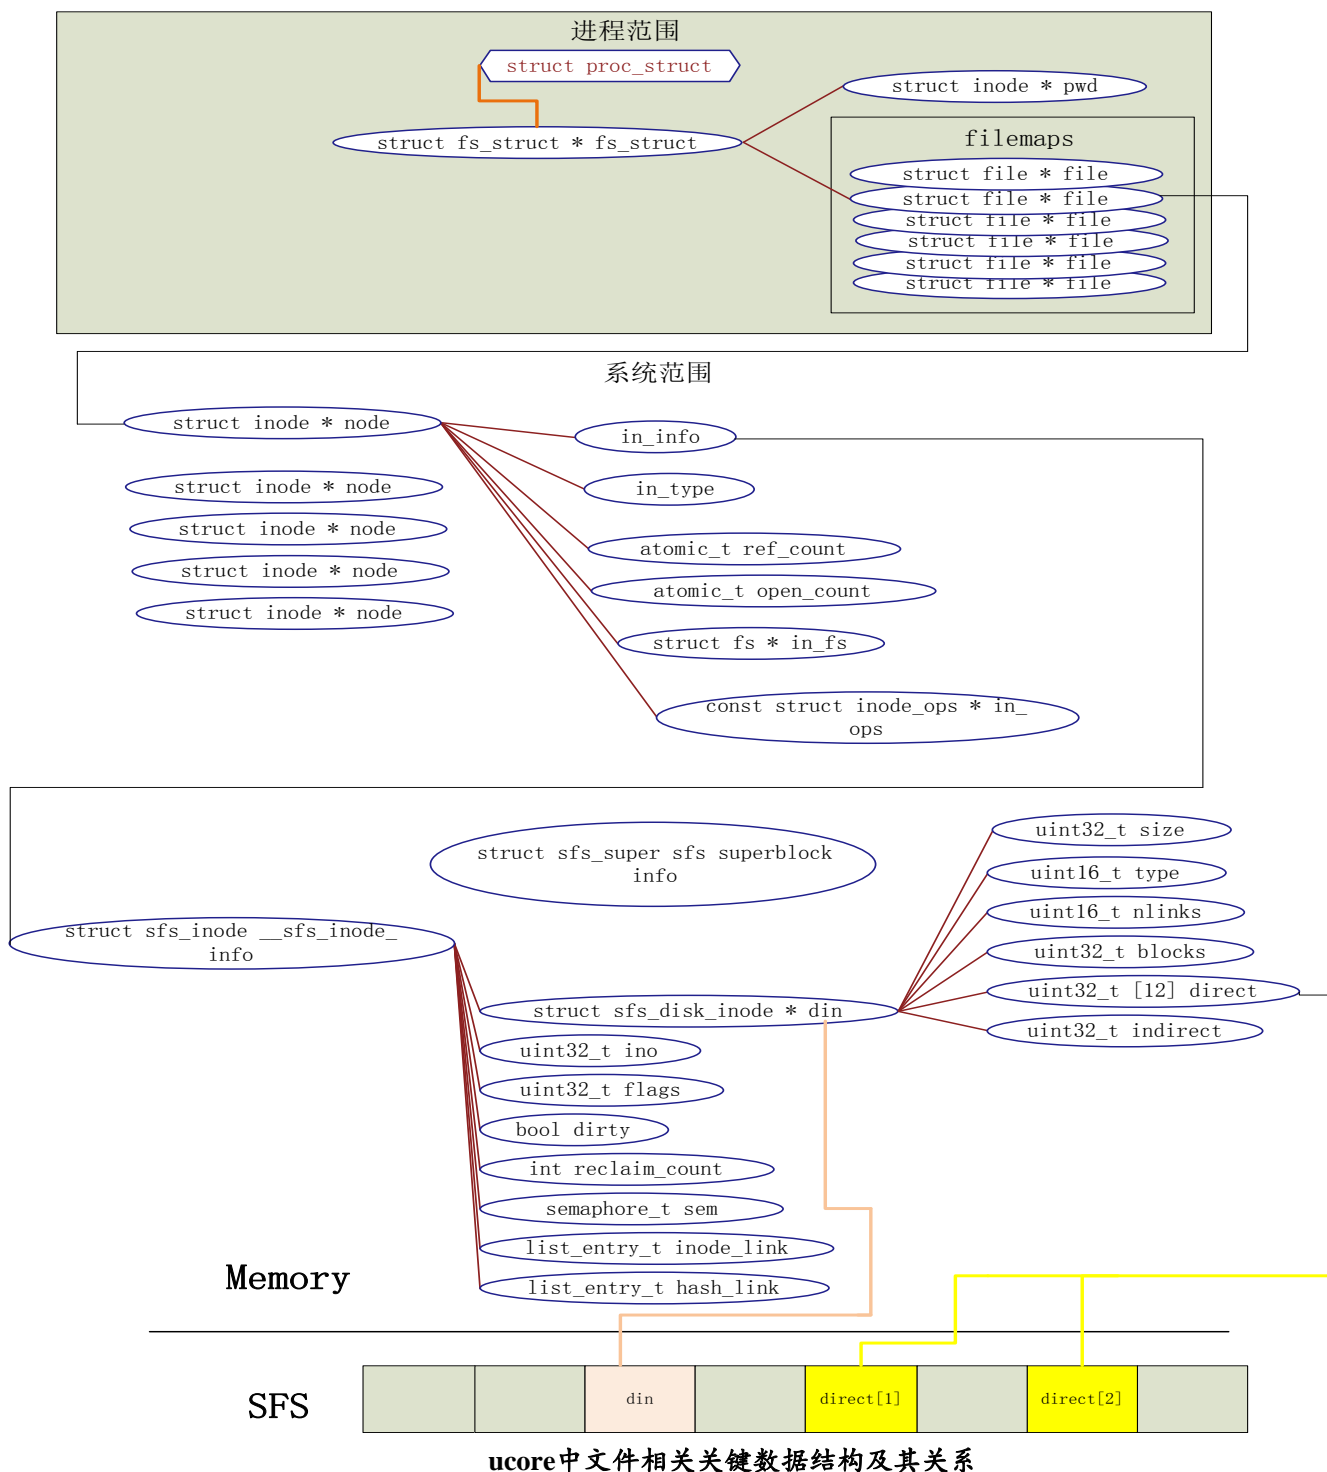 进程范围
struct proc_struct
struct inode * pwd
struct fs_struct * fs_struct
filemaps
struct file * file
struct file * file
struct file * file
struct file * file
struct file * file
struct file * file
系统范围
struct inode * node
in_info
struct inode * node
in_type
struct inode * node
atomic_t ref_count
struct inode * node
atomic_t open_count
struct inode * node
struct fs * in_fs
const struct inode_ops * in_
ops
struct sfs_super sfs superblock
info
uint32_t size
uint16_t type
uint16_t nlinks
struct sfs_inode __sfs_inode_
info
uint32_t blocks
uint32_t [12] direct
struct sfs_disk_inode * din
uint32_t indirect
uint32_t ino
uint32_t flags
bool dirty
int reclaim_count
semaphore_t sem
list_entry_t inode_link
list_entry_t hash_link
Memory
SFS
din
direct[1]
direct[2]
ucore中文件相关关键数据结构及其关系